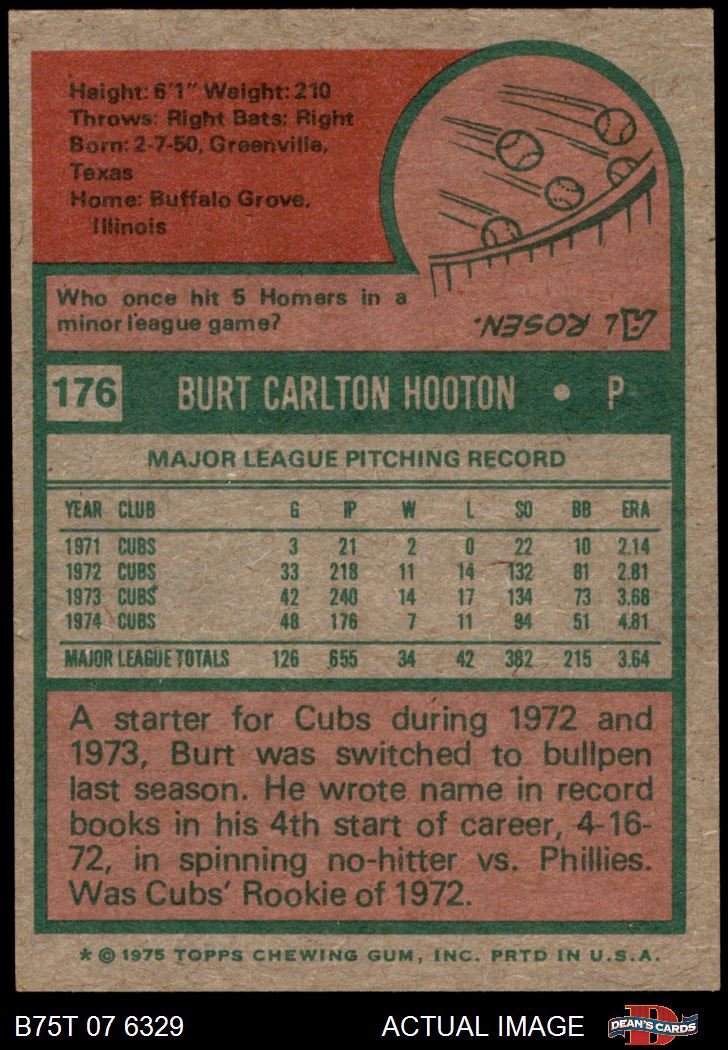 Height: 6'1" Weight: 210
Throws: Right Bats: Right
Born: 2-7-50, Greenville,
Texas
Home: Buffalo Grove,
Illinois
Who once hit 5 Homers in a
minor league game?
AL ROSEN.
176 BURT CARLTON HOOTON • P
MAJOR LEAGUE PITCHING RECORD
YEAR CLUB G IP W L SO BB ERA
1971 CUBS 3 21 2 0 22 10 2.14
1972 CUBS 33 218 11 14 132 81 2.81
1973 CUBS 42 240 14 17 134 73 3.68
1974 CUBS 48 176 7 11 94 51 4.81
MAJOR LEAGUE TOTALS 126 655 34 42 382 215 3.64
A starter for Cubs during 1972 and
1973, Burt was switched to bullpen
last season. He wrote name in record
books in his 4th start of career, 4-16-
72, in spinning no-hitter vs. Phillies.
Was Cubs' Rookie of 1972.
* © 1975 TOPPS CHEWING GUM, INC. PRTD IN U.S.A.
B75T 07 6329 ACTUAL IMAGE
D
DEAN'S CARDS